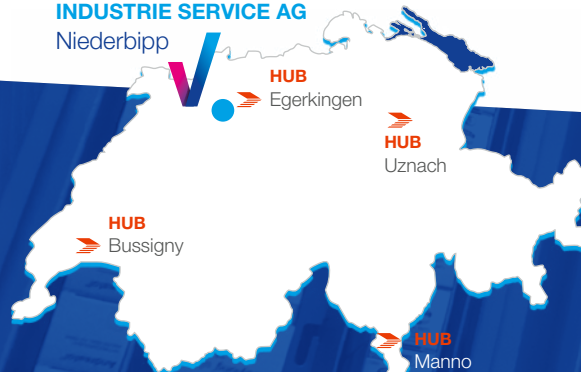 INDUSTRIE SERVICE AG
Niederbipp
HUB
Egerkingen
HUB
Uznach
HUB
Bussigny
HUB
Manno